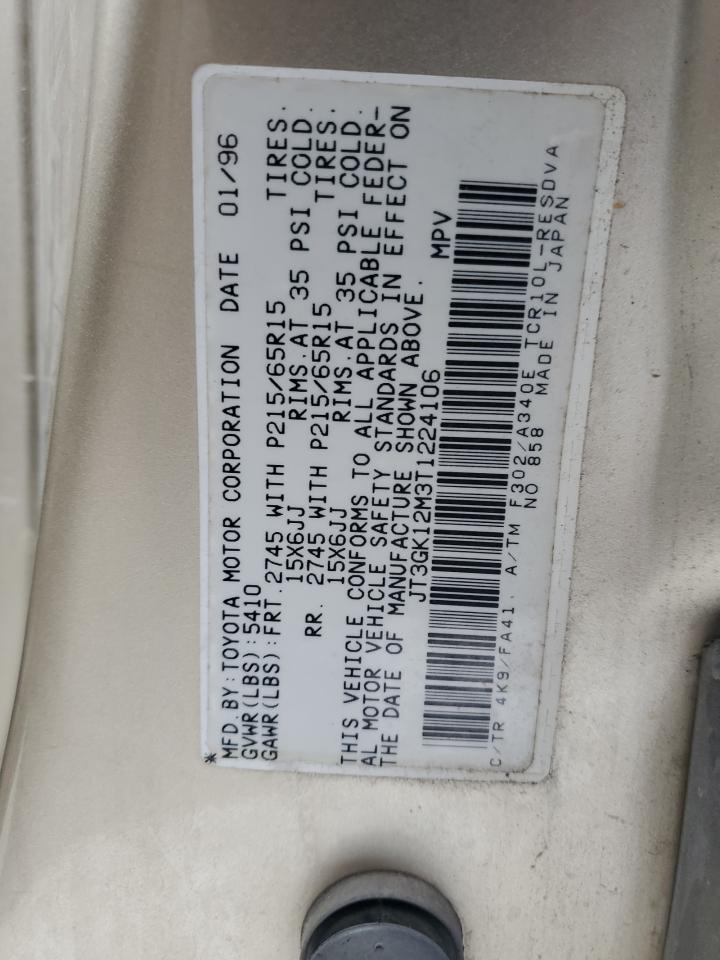 *
MFD.BY:TOYOTA MOTOR CORPORATION DATE 01/96
GVWR(LBS):5410
GAWR(LBS):FRT.2745 WITH P215/65R15 TIRES.
15X6JJ RIMS.AT 35 PSI COLD.
RR. 2745 WITH P215/65R15 TIRES:
15X6JJ RIMS.AT 35 PSI COLD.
THIS VEHICLE CONFORMS TO ALL APPLICABLE FEDER-
AL MOTOR VEHICLE SAFETY STANDARDS IN EFFECT ON
THE DATE OF MANUFACTURE SHOWN ABOVE.
JT3GK12M3T1224106 MPV
C/TR 4K9/FA41. A/TM F302/A340E TCR10L-RESDVA
NO 858 MADE IN JAPAN